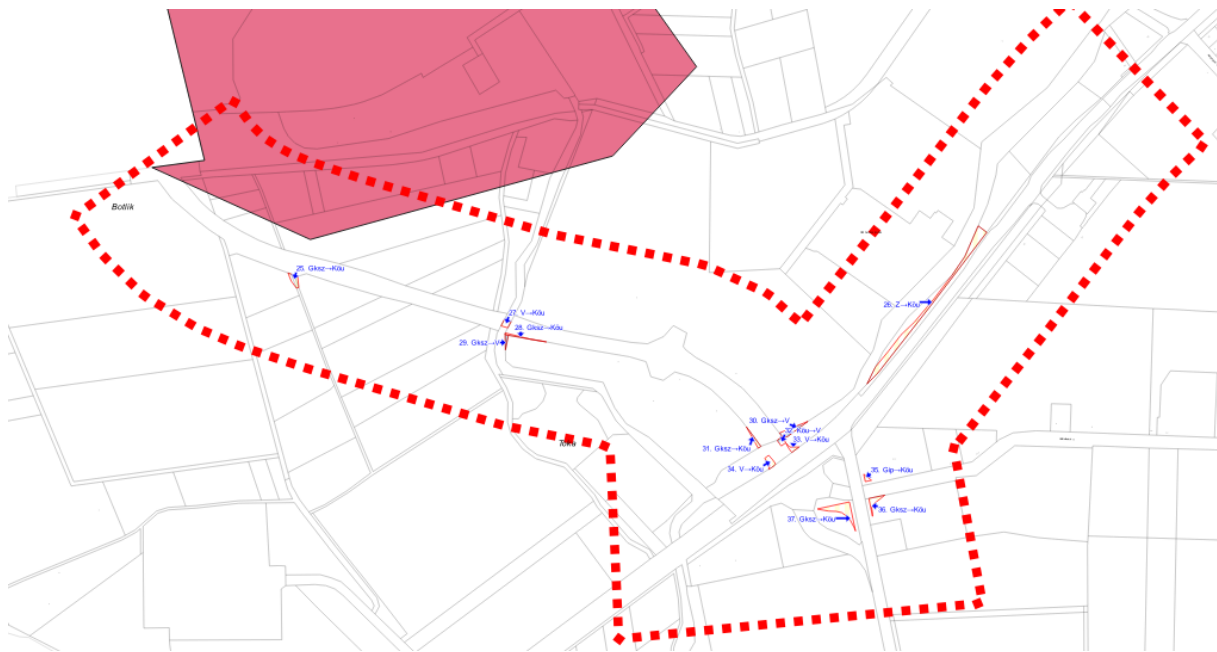 Botlik
25. Gksz→Köu
26. Z→Köu
27. V→Köu
28. Gksz→Köu
29. Gksz→V
30. Gksz→V
32. Köu→V
31. Gksz→Köu
33. V→Köu
Tóku
34. V→Köu
35. Gip→Köu
36. Gksz→Köu
37. Gksz→Köu